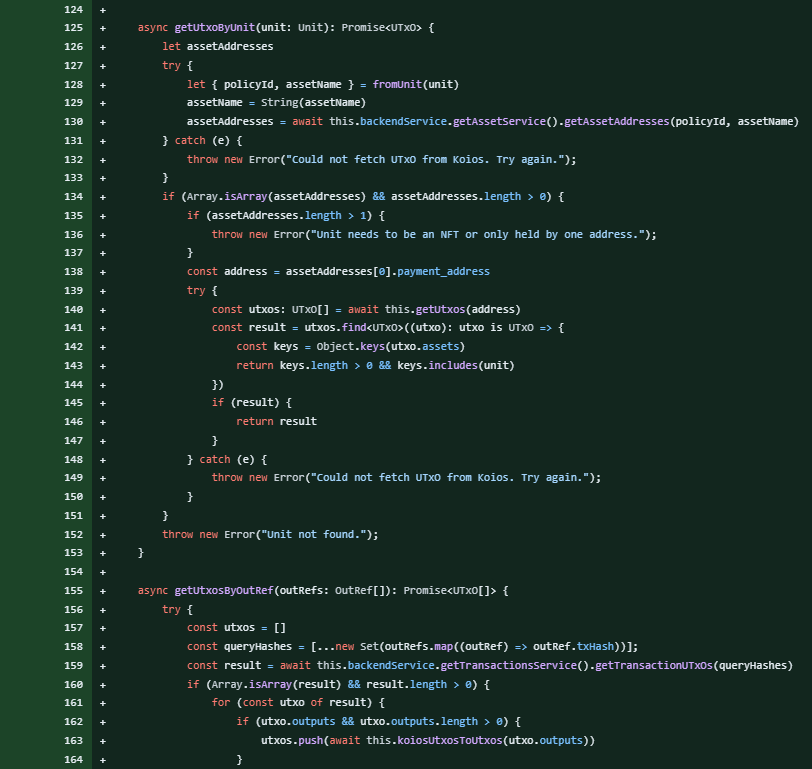 124 +
125 + async getUtxoByUnit(unit: Unit): Promise<UTxO> {
126 + let assetAddresses
127 + try {
128 + let { policyId, assetName } = fromUnit(unit)
129 + assetName = String(assetName)
130 + assetAddresses = await this.backendService.getAssetService().getAssetAddresses(policyId, assetName)
131 + } catch (e) {
132 + throw new Error("Could not fetch UTxO from Koios. Try again.");
133 + }
134 + if (Array.isArray(assetAddresses) && assetAddresses.length > 0) {
135 + if (assetAddresses.length > 1) {
136 + throw new Error("Unit needs to be an NFT or only held by one address.");
137 + }
138 + const address = assetAddresses[0].payment_address
139 + try {
140 + const utxos: UTxO[] = await this.getUtxos(address)
141 + const result = utxos.find<UTxO>((utxo): utxo is UTxO => {
142 + const keys = Object.keys(utxo.assets)
143 + return keys.length > 0 && keys.includes(unit)
144 + })
145 + if (result) {
146 + return result
147 + }
148 + } catch (e) {
149 + throw new Error("Could not fetch UTxO from Koios. Try again.");
150 + }
151 + }
152 + throw new Error("Unit not found.");
153 + }
154 +
155 + async getUtxosByOutRef(outRefs: OutRef[]): Promise<UTxO[]> {
156 + try {
157 + const utxos = []
158 + const queryHashes = [...new Set(outRefs.map((outRef) => outRef.txHash))];
159 + const result = await this.backendService.getTransactionsService().getTransactionUTxOs(queryHashes)
160 + if (Array.isArray(result) && result.length > 0) {
161 + for (const utxo of result) {
162 + if (utxo.outputs && utxo.outputs.length > 0) {
163 + utxos.push(await this.koiosUtxosToUtxos(utxo.outputs))
164 + }